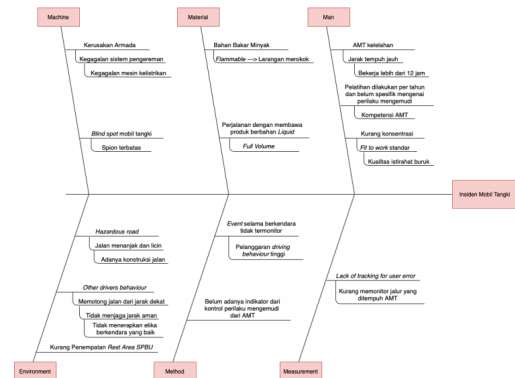 Machine
Material
Man
Kerusakan Armada
Kegagalan sistem pengereman
Kegagalan mesin kelistrikan
Blind spot mobil tangki
Spion terbatas
Bahan Bakar Minyak
Flammable ---> Larangan merokok
Perjalanan dengan membawa
produk berbahan Liquid
Full Volume
AMT kelelahan
Jarak tempuh jauh
Bekerja lebih dari 12 jam
Pelatihan dilakukan per tahun
dan belum spesifik mengenai
perilaku mengemudi
Kompetensi AMT
Kurang konsentrasi
Fit to work standar
Kualitas istirahat buruk
Insiden Mobil Tangki
Hazardous road
Jalan menanjak dan licin
Adanya konstruksi jalan
Other drivers behaviour
Memotong jalan dari jarak dekat
Tidak menjaga jarak aman
Tidak menerapkan etika
berkendara yang baik
Kurang Penempatan Rest Area SPBU
Event selama berkendara
tidak termonitor
Pelanggaran driving
behaviour tinggi
Belum adanya indikator dari
kontrol perilaku mengemudi
dari AMT
Lack of tracking for user error
Kurang memonitor jalur yang
ditempuh AMT
Environment
Method
Measurement